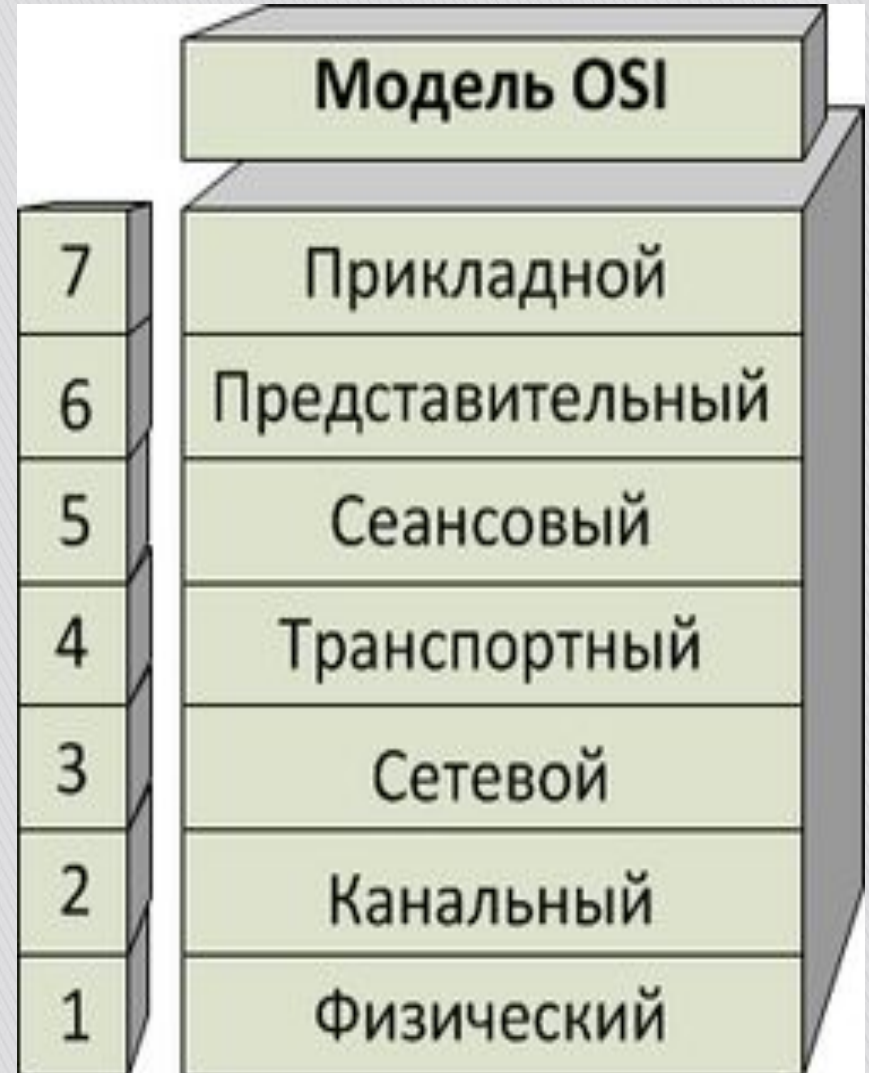 Модель OSI
7 Прикладной
6 Представительный
5 Сеансовый
4 Транспортный
3 Сетевой
2 Канальный
1 Физический